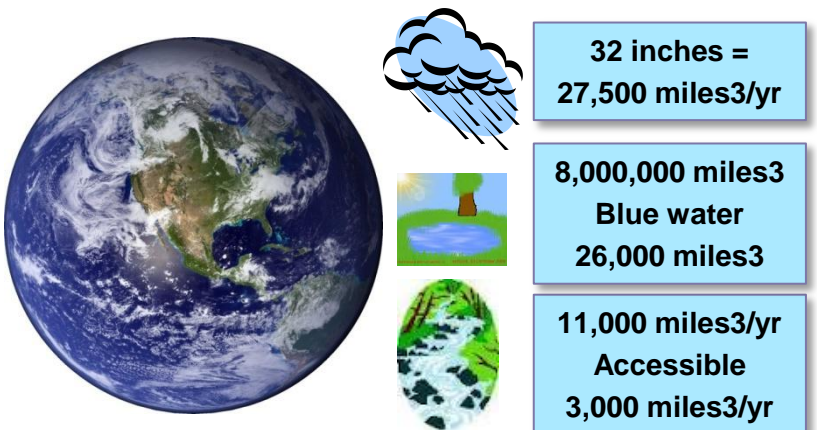 32 inches =
27,500 miles3/yr
8,000,000 miles3
Blue water
26,000 miles3
11,000 miles3/yr
Accessible
3,000 miles3/yr